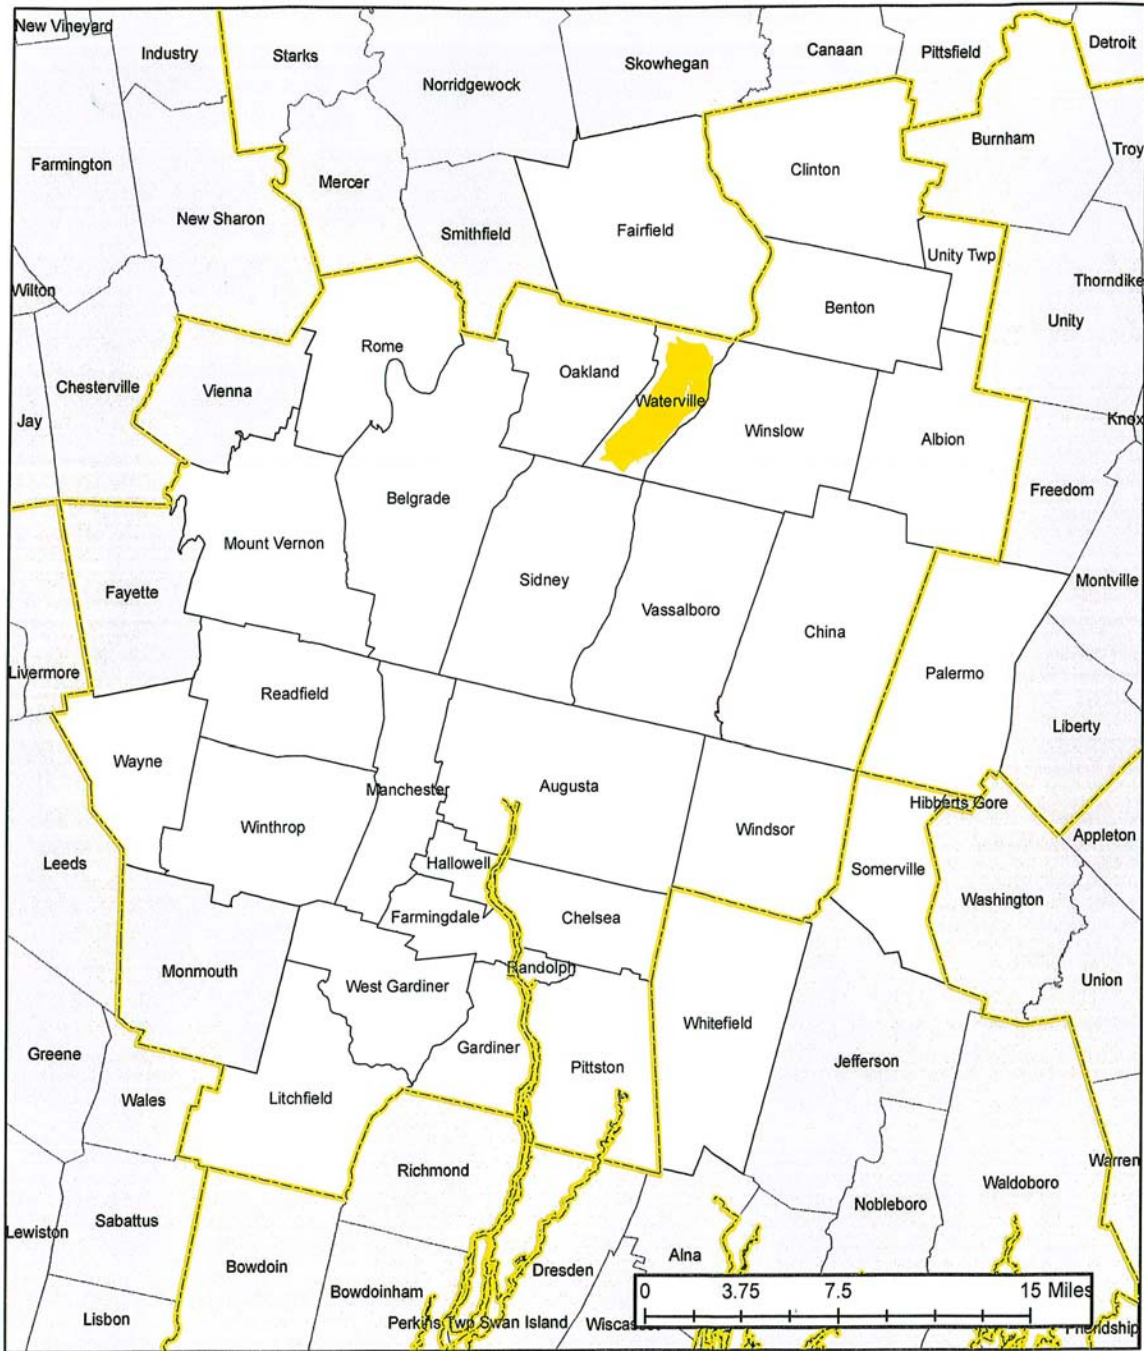 New Vineyard
Industry
Starks
Norridgewock
Skowhegan
Canaan
Pittsfield
Detroit
Farmington
New Sharon
Mercer
Smithfield
Fairfield
Clinton
Burnham
Troy
Wilton
Unity Twp
Thorndike
Rome
Benton
Unity
Chesterville
Vienna
Oakland
Jay
Waterville
Winslow
Albion
Knox
Belgrade
Freedom
Mount Vernon
Fayette
Sidney
Vassalboro
China
Montville
Livermore
Readfield
Palermo
Liberty
Wayne
Manchester
Augusta
Hibberts Gore
Winthrop
Windsor
Appleton
Leeds
Hallowell
Somerville
Washington
Farmingdale
Chelsea
Monmouth
West Gardiner
Randolph
Union
Greene
Gardiner
Pittston
Whitefield
Jefferson
Wales
Litchfield
Richmond
Warren
Waldoboro
Nobleboro
Lewiston
Sabattus
Bowdoin
Alna
Dresden
Bowdoinham
0 3.75 7.5 15 Miles
Lisbon
Perkins Twp Swan Island